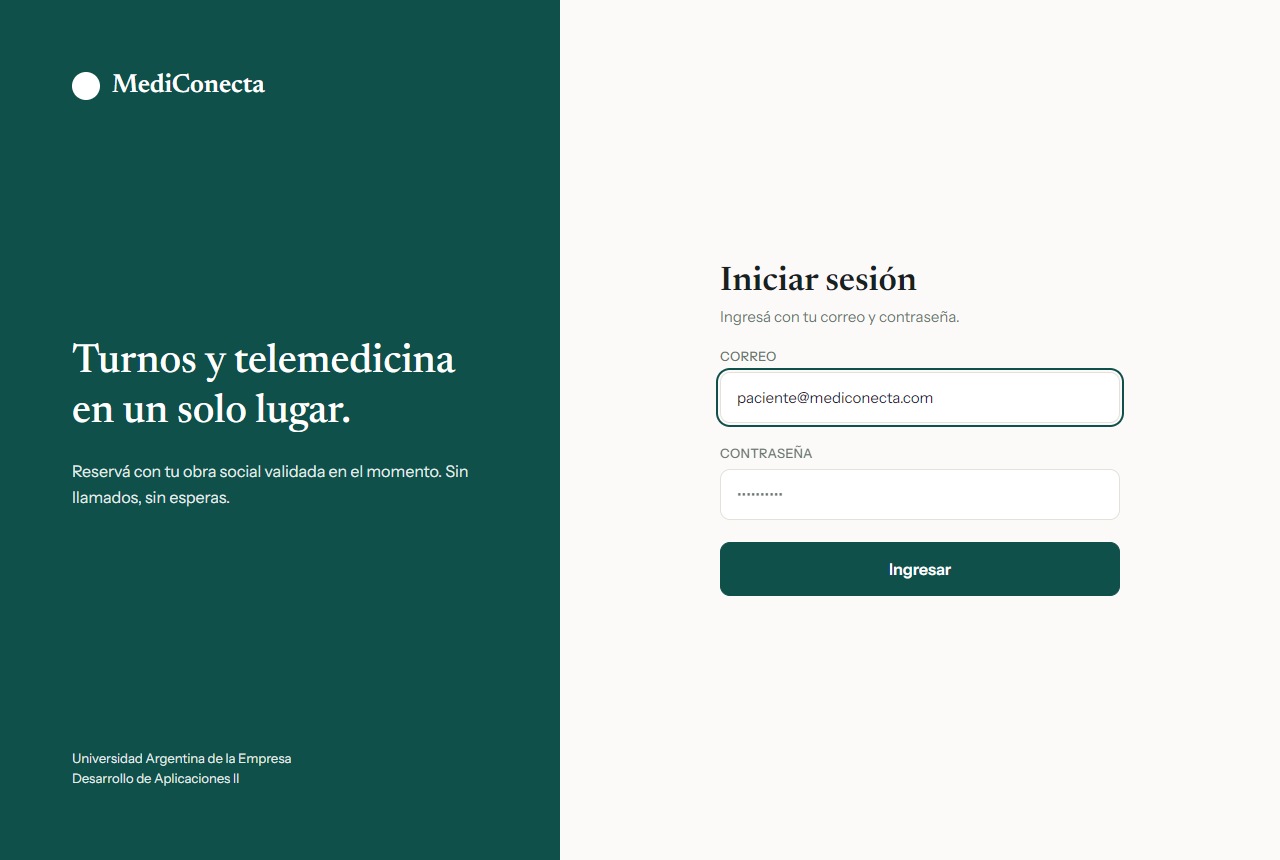 MediConecta
Turnos y telemedicina
en un solo lugar.
Reservá con tu obra social validada en el momento. Sin
llamados, sin esperas.
Universidad Argentina de la Empresa
Desarrollo de Aplicaciones II
Iniciar sesión
Ingresá con tu correo y contraseña.
CORREO
paciente@mediconecta.com
CONTRASEÑA
••••••••••
Ingresar